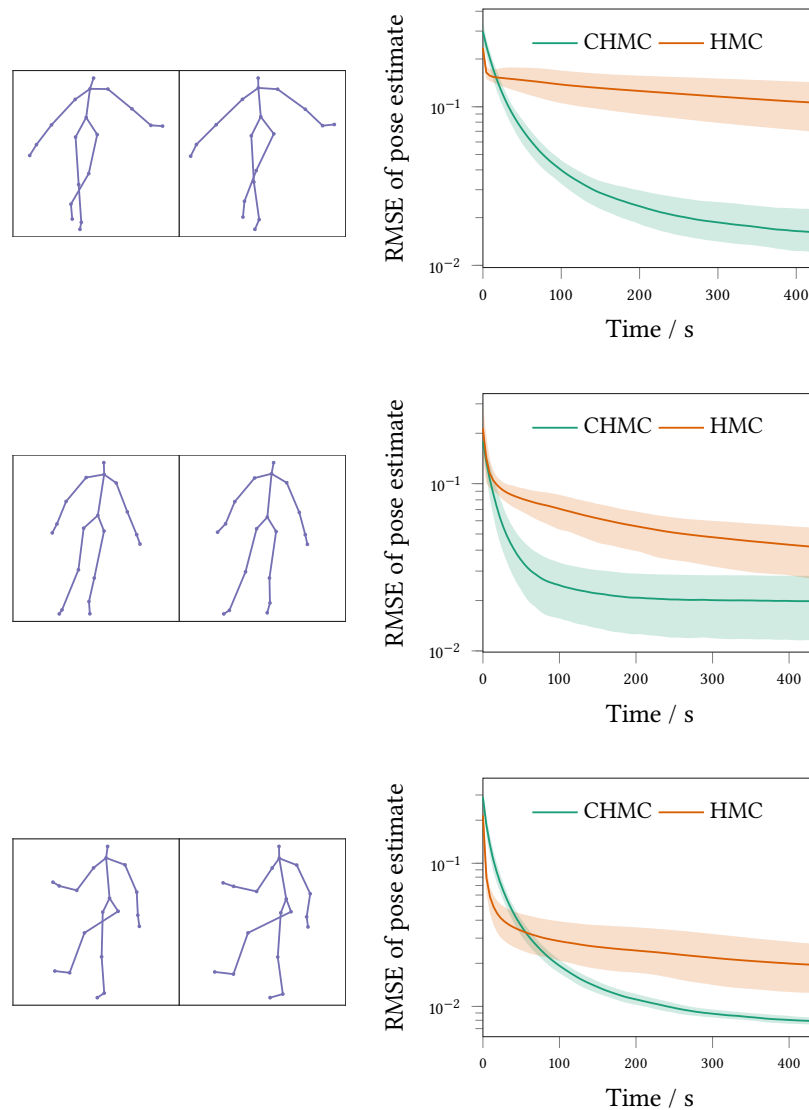 CHMC HMC
RMSE of pose estimate
10⁻¹
10⁻²
0 100 200 300 400
Time / s
CHMC HMC
RMSE of pose estimate
10⁻¹
10⁻²
0 100 200 300 400
Time / s
CHMC HMC
RMSE of pose estimate
10⁻¹
10⁻²
0 100 200 300 400
Time / s